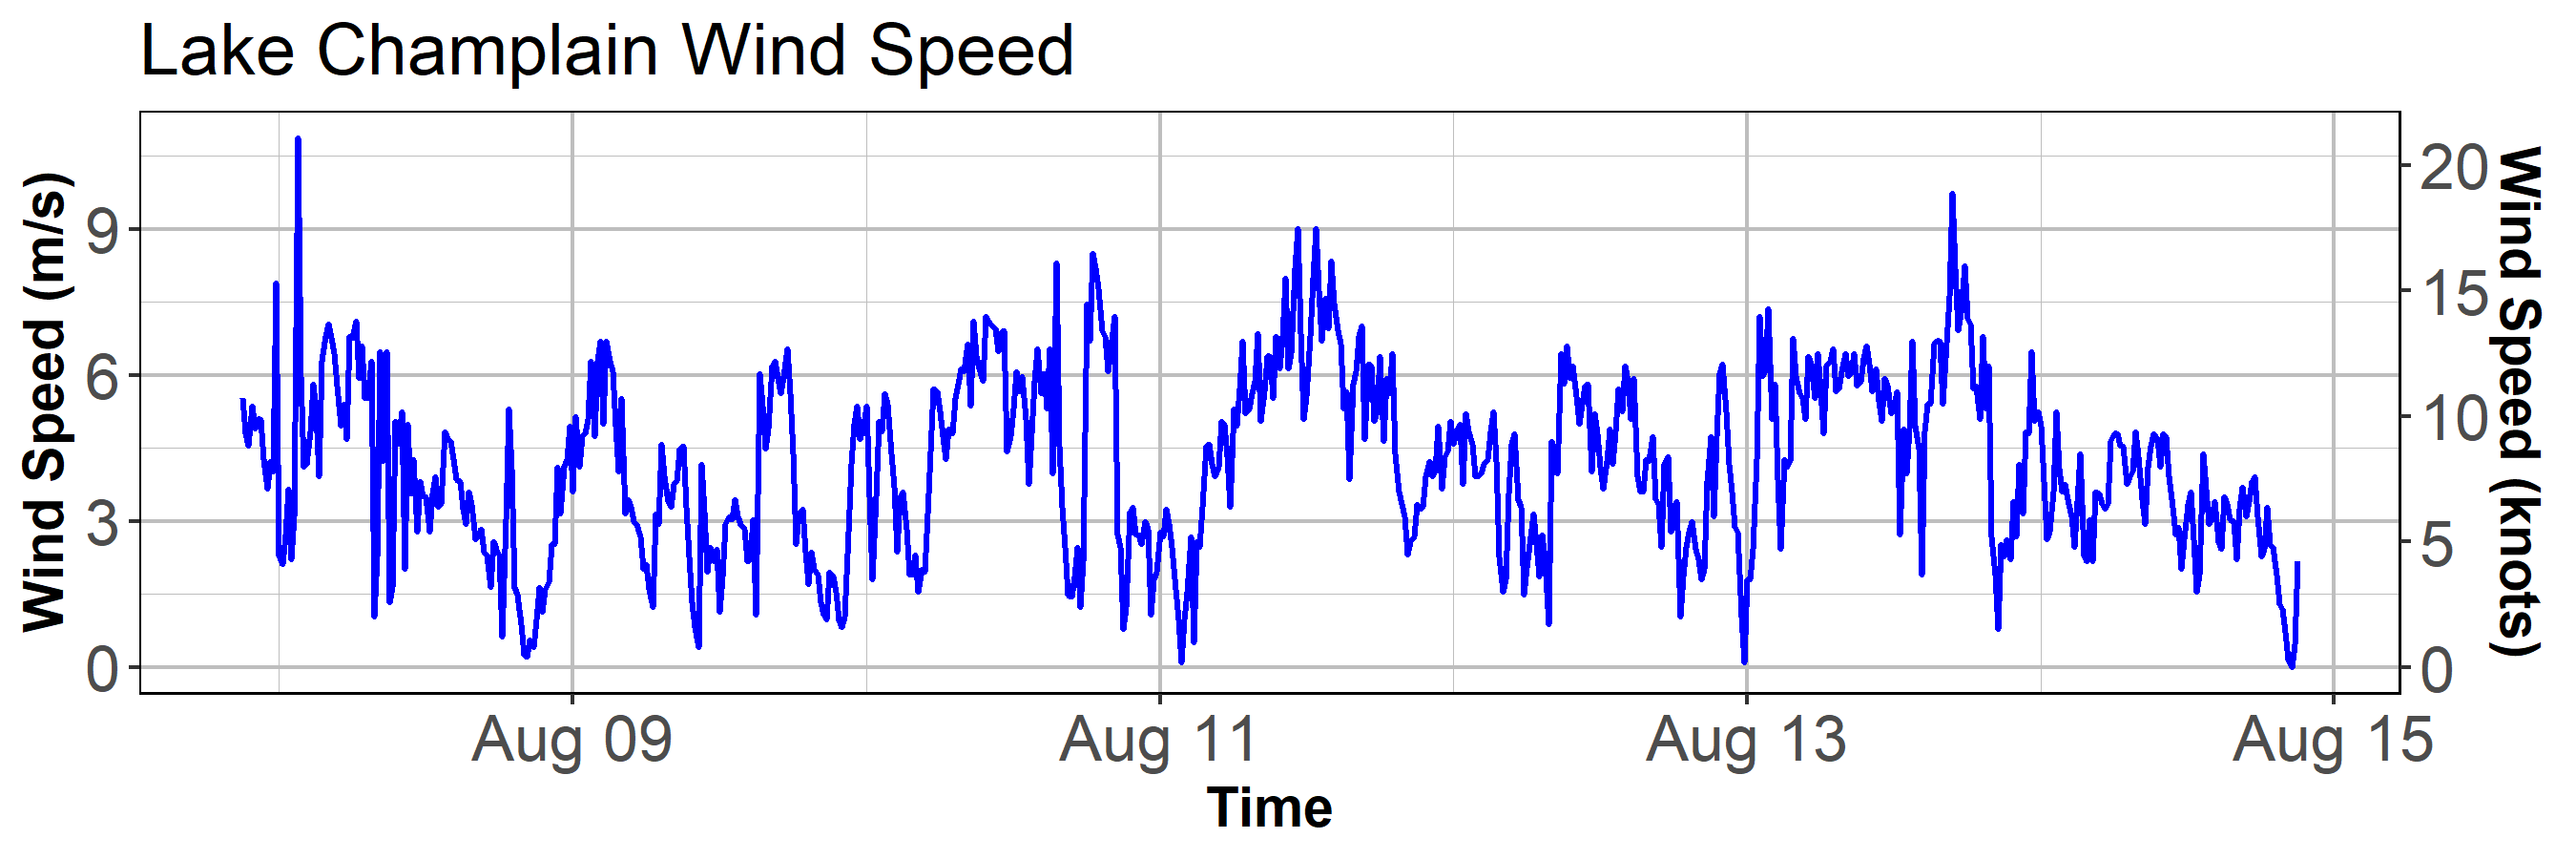 Lake Champlain Wind Speed
Wind Speed (m/s)
9
6
3
0
20
15
10
5
0
Wind Speed (knots)
Aug 09 Aug 11 Aug 13 Aug 15
Time